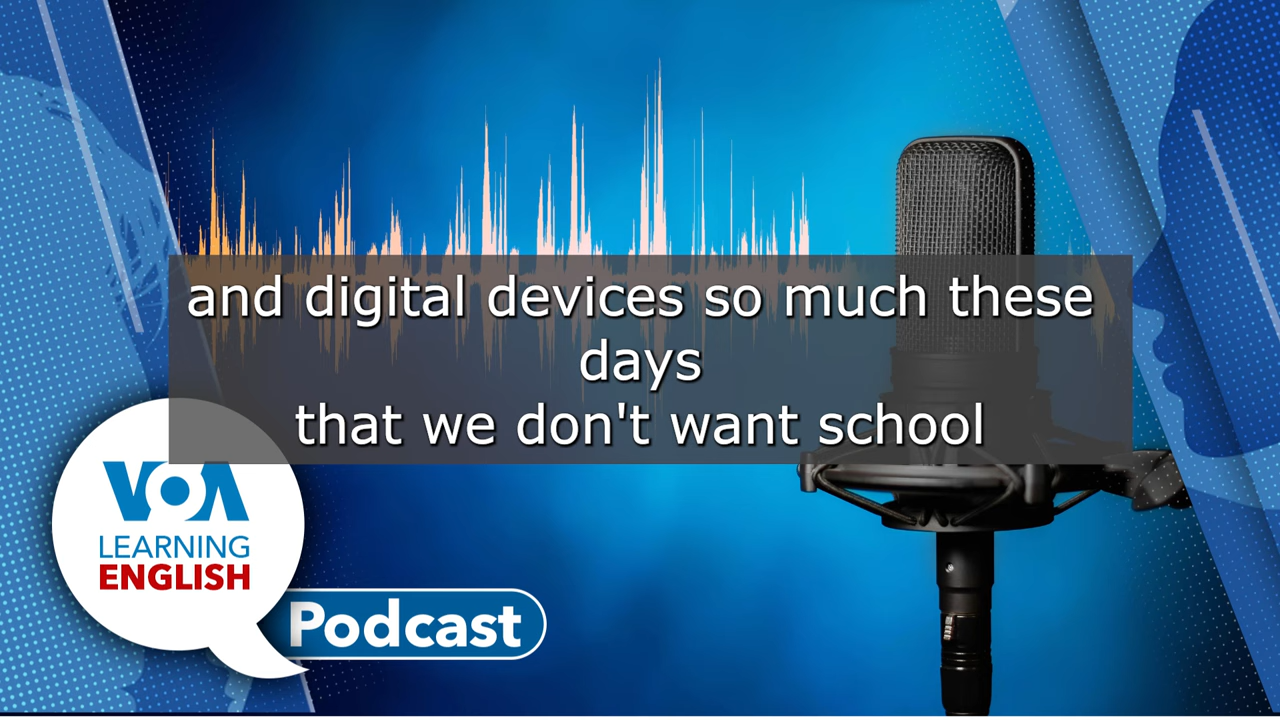 and digital devices so much these
days
that we don't want school
VOA
LEARNING
ENGLISH
Podcast